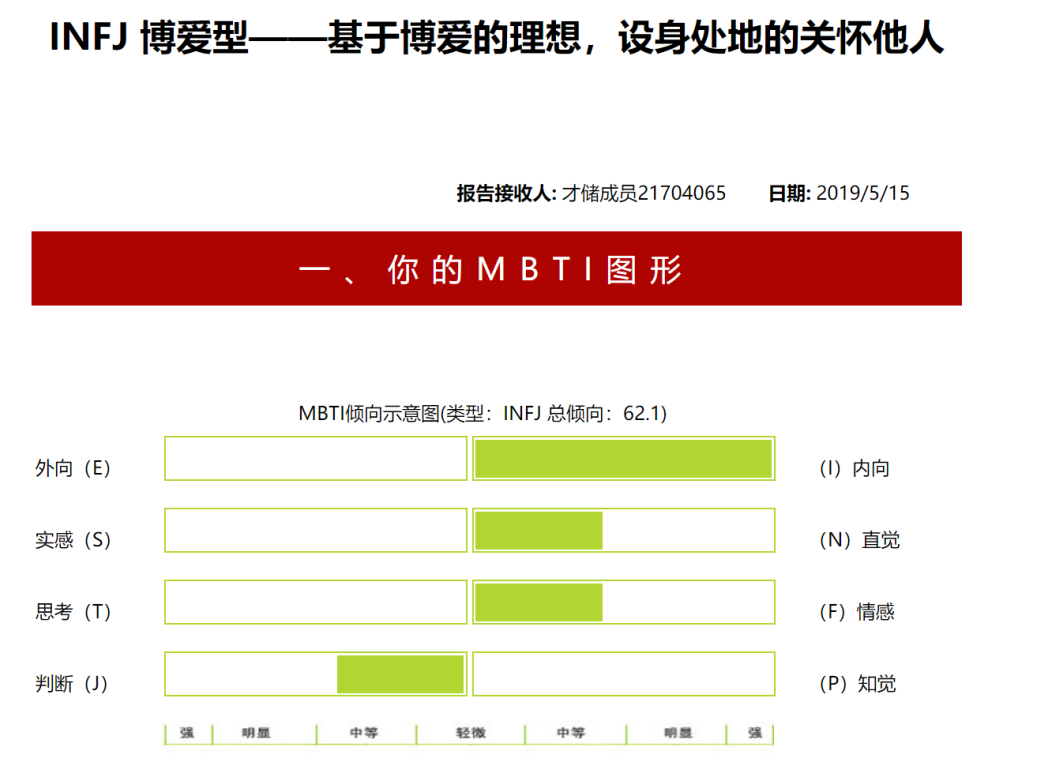 INFJ 博爱型——基于博爱的理想，设身处地的关怀他人
报告接收人: 才储成员21704065 日期: 2019/5/15
一、你的MBTI图形
MBTI倾向示意图(类型：INFJ 总倾向：62.1)
外向（E） （I）内向
实感（S） （N）直觉
思考（T） （F）情感
判断（J） （P）知觉
强 明显 中等 轻微 中等 明显 强